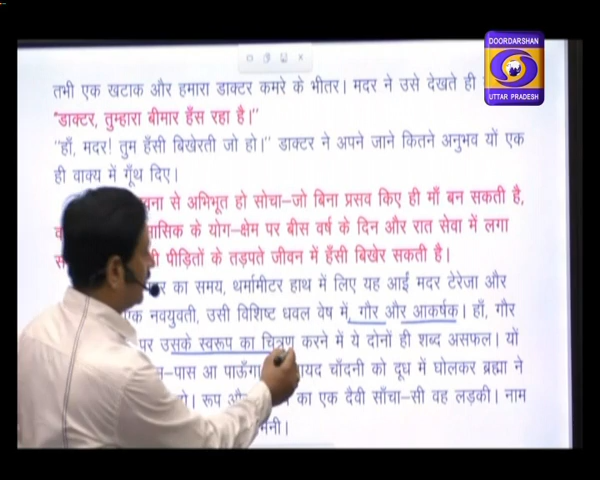 DOORDARSHAN
UTTAR PRADESH
तभी एक खटाक और हमारा डाक्टर कमरे के भीतर। मदर ने उसे देखते ही
"डाक्टर, तुम्हारा बीमार हँस रहा है।"
"हाँ, मदर! तुम हँसी बिखेरती जो हो।" डाक्टर ने अपने जाने कितने अनुभव यों एक
ही वाक्य में गूँथ दिए।
से अभिभूत हो सोचा–जो बिना प्रसव किए ही माँ बन सकती है,
मासिक के योग–क्षेम पर बीस वर्ष के दिन और रात सेवा में लगा
पीड़ितों के तड़पते जीवन में हँसी बिखेर सकती है।
का समय, थर्मामीटर हाथ में लिए यह आईं मदर टेरेजा और
एक नवयुवती, उसी विशिष्ट धवल वेष में, गौर और आकर्षक। हाँ, गौर
पर उसके स्वरूप का चित्रण करने में ये दोनों ही शब्द असफल। यों
पास आ पाऊँगा चाँदनी को दूध में घोलकर ब्रह्मा ने
रूप का एक दैवी साँचा–सी वह लड़की। नाम